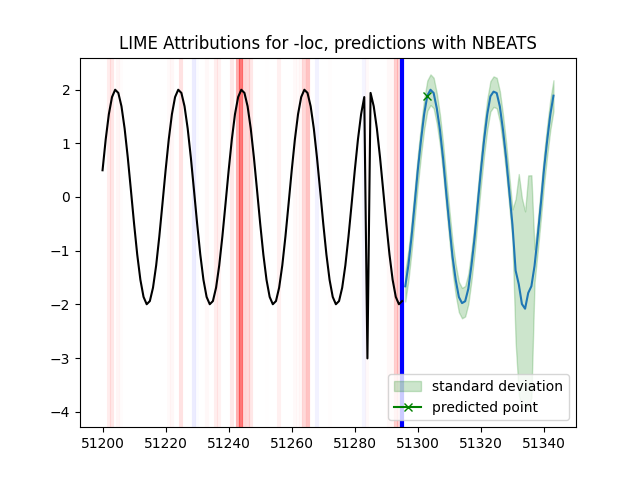 LIME Attributions for -loc, predictions with NBEATS
2
1
0
−1
−2
−3
−4
standard deviation
predicted point
51200 51220 51240 51260 51280 51300 51320 51340